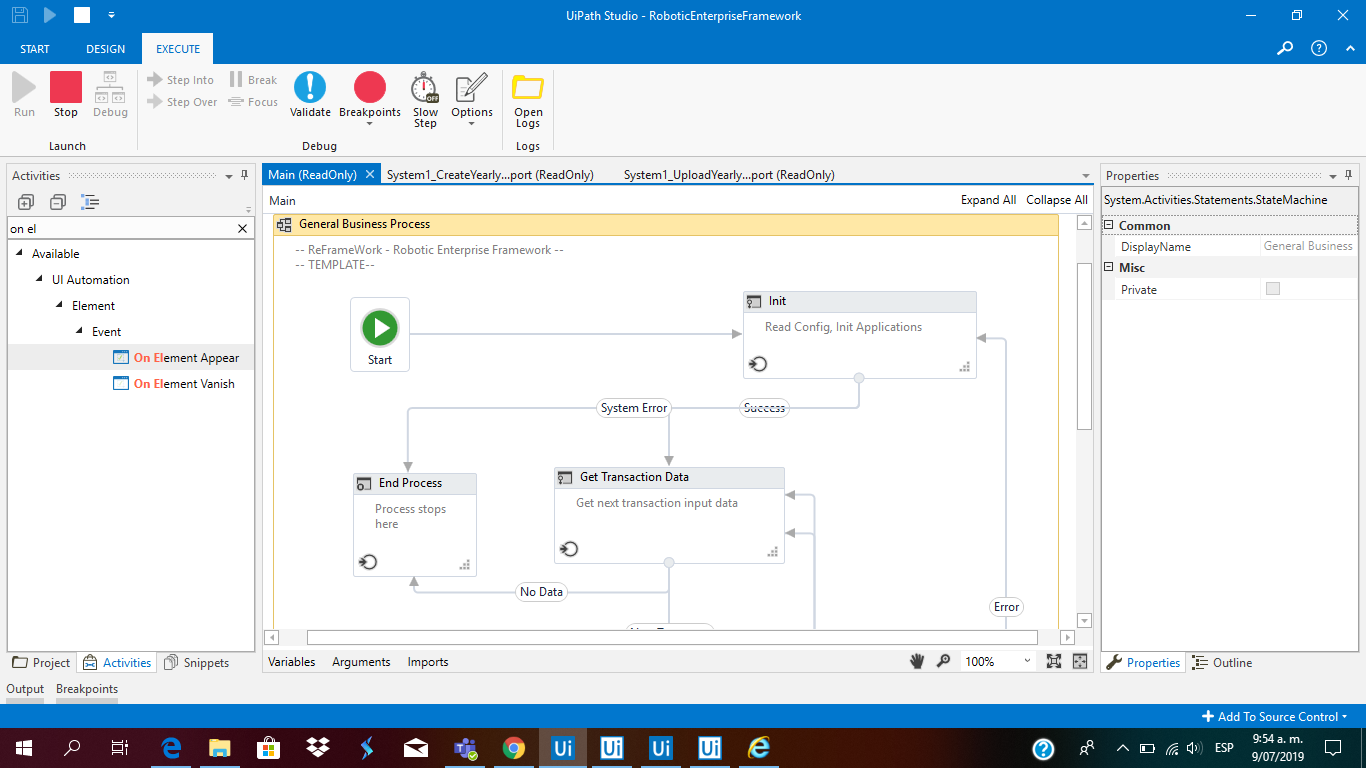 UiPath Studio - RoboticEnterpriseFramework
START DESIGN EXECUTE
Run Stop Debug
Launch
Step Into Break
Step Over Focus
Validate Breakpoints Slow Step OFF Options
Debug
Open Logs
Logs
Activities
on el
Available
UI Automation
Element
Event
On Element Appear
On Element Vanish
Project Activities Snippets
Main (ReadOnly) System1_CreateYearly...port (ReadOnly) System1_UploadYearly...port (ReadOnly)
Main Expand All Collapse All
General Business Process
-- ReFrameWork - Robotic Enterprise Framework --
-- TEMPLATE--
Start
Init
Read Config, Init Applications
System Error Success
End Process
Process stops
here
Get Transaction Data
Get next transaction input data
No Data
Error
Variables Arguments Imports 100%
Properties
System.Activities.Statements.StateMachine
Common
DisplayName General Business
Misc
Private
Properties Outline
Output Breakpoints
Add To Source Control
Ui Ui Ui Ui
ESP
9:54 a. m.
9/07/2019